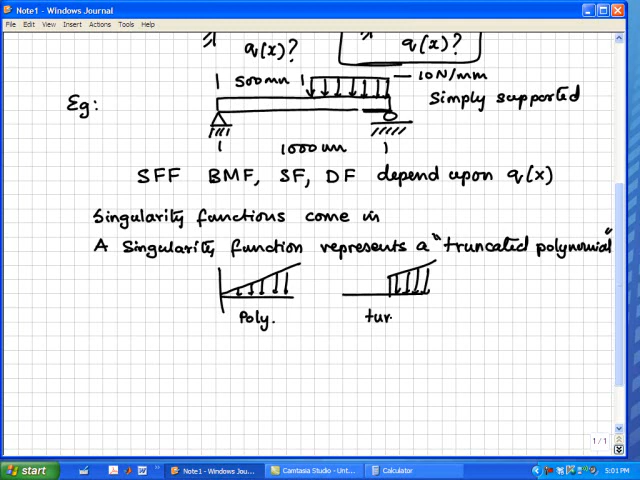 Note1 - Windows Journal
File Edit View Insert Actions Tools Help
q(x)? q(x)?
500mm 10N/mm
Eg: Simply supported
1000mm
SFF BMF, SF, DF depend upon q(x)
Singularity functions come in
A Singularity function represents a "truncated polynomial"
Poly. tur.
1 / 1
start Note1 - Windows Jou... Camtasia Studio - Unt... Calculator 5:01 PM